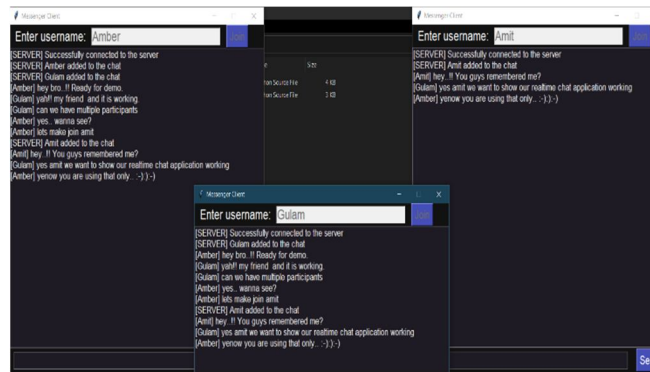 Messenger Client
Enter username: Amber
Join
[SERVER] Successfully connected to the server
[SERVER] Amber added to the chat
[SERVER] Gulam added to the chat
[Amber] hey bro..!! Ready for demo.
[Gulam] yah!! my friend and it is working.
[Gulam] can we have multiple participants
[Amber] yes.. wanna see?
[Amber] lets make join amit
[SERVER] Amit added to the chat
[Amit] hey..!! You guys remembered me?
[Gulam] yes amit we want to show our realtime chat application working
[Amber] yenow you are using that only.. :-):):-)
Size
hon Source File 4 KB
hon Source File 3 KB
Messenger Client
Enter username: Amit
Join
[SERVER] Successfully connected to the server
[SERVER] Amit added to the chat
[Amit] hey..!! You guys remembered me?
[Gulam] yes amit we want to show our realtime chat application working
[Amber] yenow you are using that only.. :-):):-)
Messenger Client
Enter username: Gulam
Join
[SERVER] Successfully connected to the server
[SERVER] Gulam added to the chat
[Amber] hey bro..!! Ready for demo.
[Gulam] yah!! my friend and it is working.
[Gulam] can we have multiple participants
[Amber] yes.. wanna see?
[Amber] lets make join amit
[SERVER] Amit added to the chat
[Amit] hey..!! You guys remembered me?
[Gulam] yes amit we want to show our realtime chat application working
[Amber] yenow you are using that only.. :-):):-)
Se